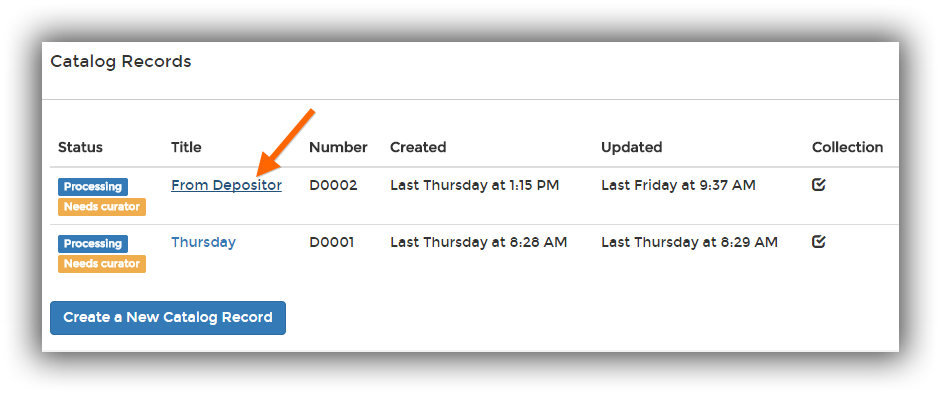 Catalog Records
Status Title Number Created Updated Collection
Processing From Depositor D0002 Last Thursday at 1:15 PM Last Friday at 9:37 AM
Needs curator
Processing Thursday D0001 Last Thursday at 8:28 AM Last Thursday at 8:29 AM
Needs curator
Create a New Catalog Record